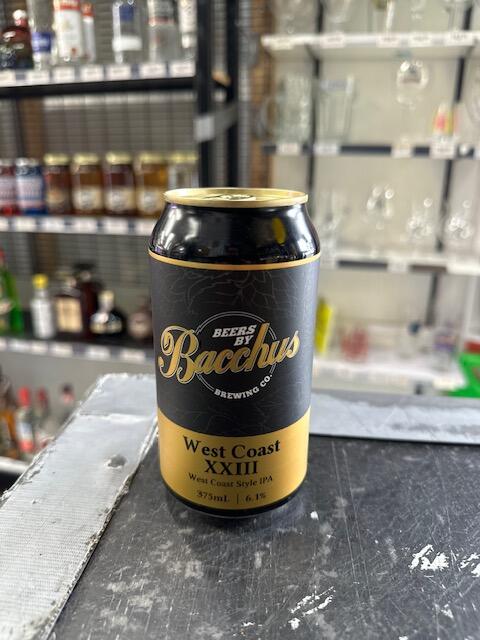 BEERS
BY
Bacchus
BREWING CO.
West Coast
XXIII
West Coast Style IPA
375mL | 6.1%